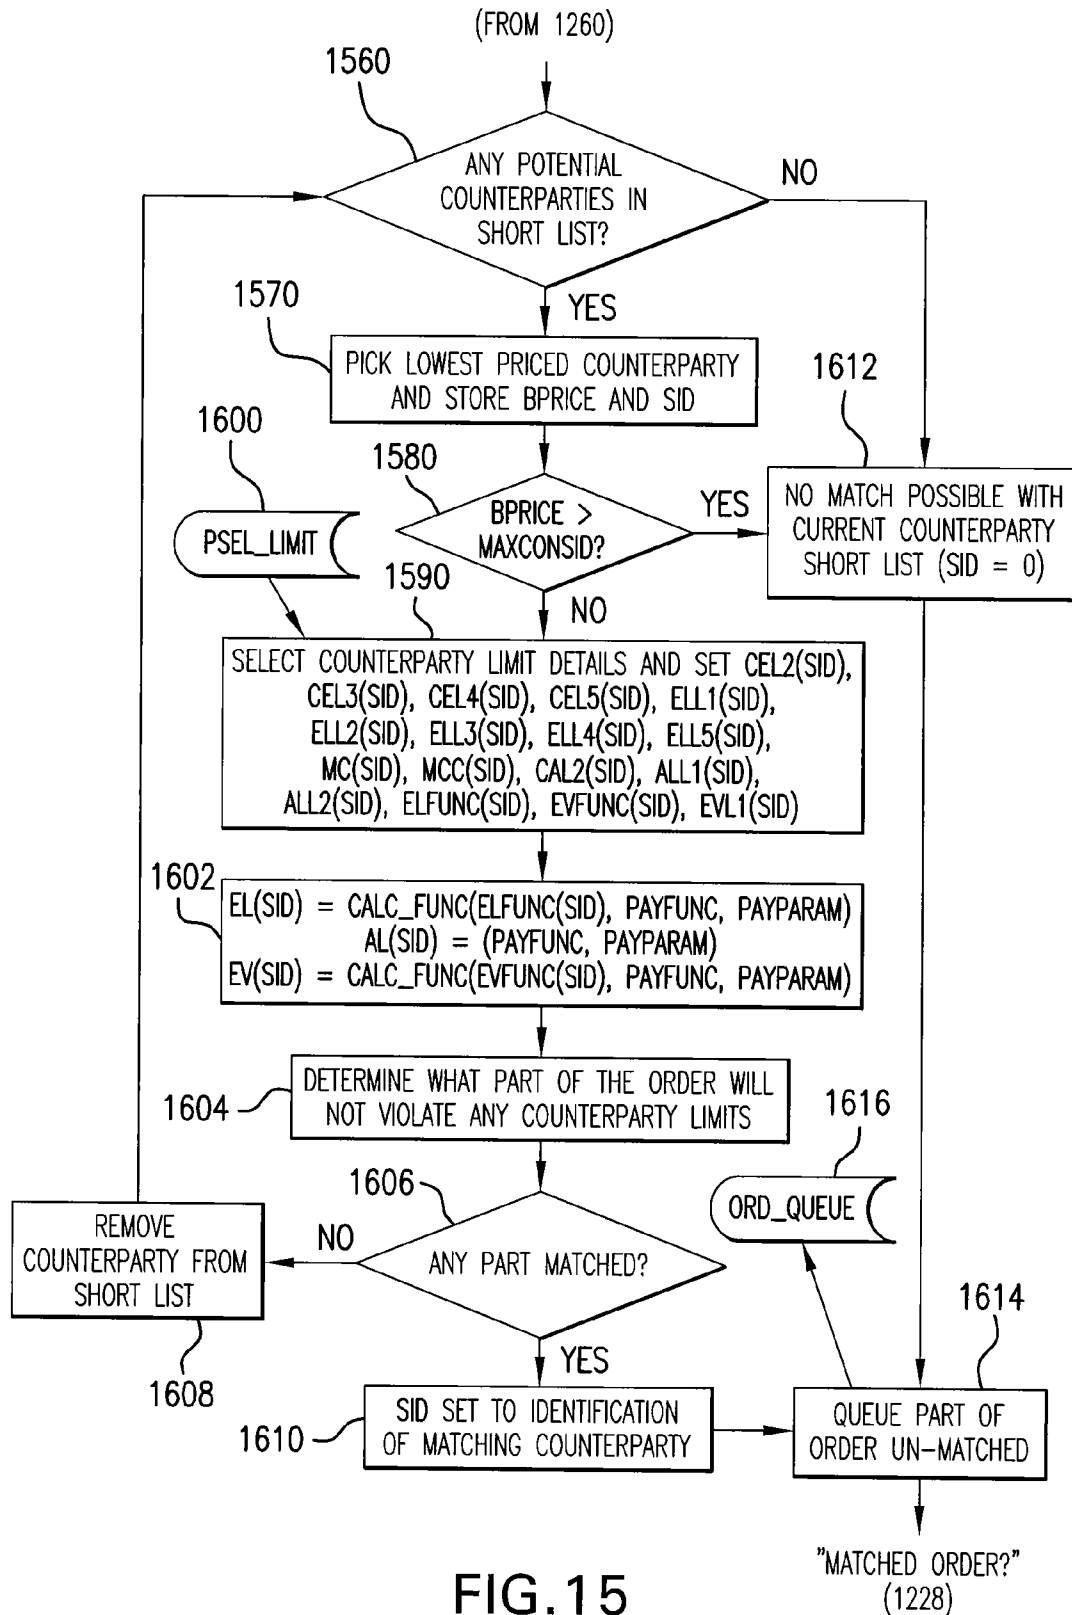 (FROM 1260)
1560
ANY POTENTIAL
COUNTERPARTIES IN
SHORT LIST?
NO
YES
1570
PICK LOWEST PRICED COUNTERPARTY
AND STORE BPRICE AND SID
1612
1600
1580
PSEL_LIMIT
BPRICE >
MAXCONSID?
YES
NO MATCH POSSIBLE WITH
CURRENT COUNTERPARTY
SHORT LIST (SID = 0)
1590
NO
SELECT COUNTERPARTY LIMIT DETAILS AND SET CEL2(SID),
CEL3(SID), CEL4(SID), CEL5(SID), ELL1(SID),
ELL2(SID), ELL3(SID), ELL4(SID), ELL5(SID),
MC(SID), MCC(SID), CAL2(SID), ALL1(SID),
ALL2(SID), ELFUNC(SID), EVFUNC(SID), EVL1(SID)
1602
EL(SID) = CALC_FUNC(ELFUNC(SID), PAYFUNC, PAYPARAM)
AL(SID) = (PAYFUNC, PAYPARAM)
EV(SID) = CALC_FUNC(EVFUNC(SID), PAYFUNC, PAYPARAM)
1604
DETERMINE WHAT PART OF THE ORDER WILL
NOT VIOLATE ANY COUNTERPARTY LIMITS
1616
1606
ORD_QUEUE
REMOVE
COUNTERPARTY FROM
SHORT LIST
NO
ANY PART MATCHED?
1614
1608
YES
1610
SID SET TO IDENTIFICATION
OF MATCHING COUNTERPARTY
QUEUE PART OF
ORDER UN-MATCHED
"MATCHED ORDER?"
(1228)
FIG.15